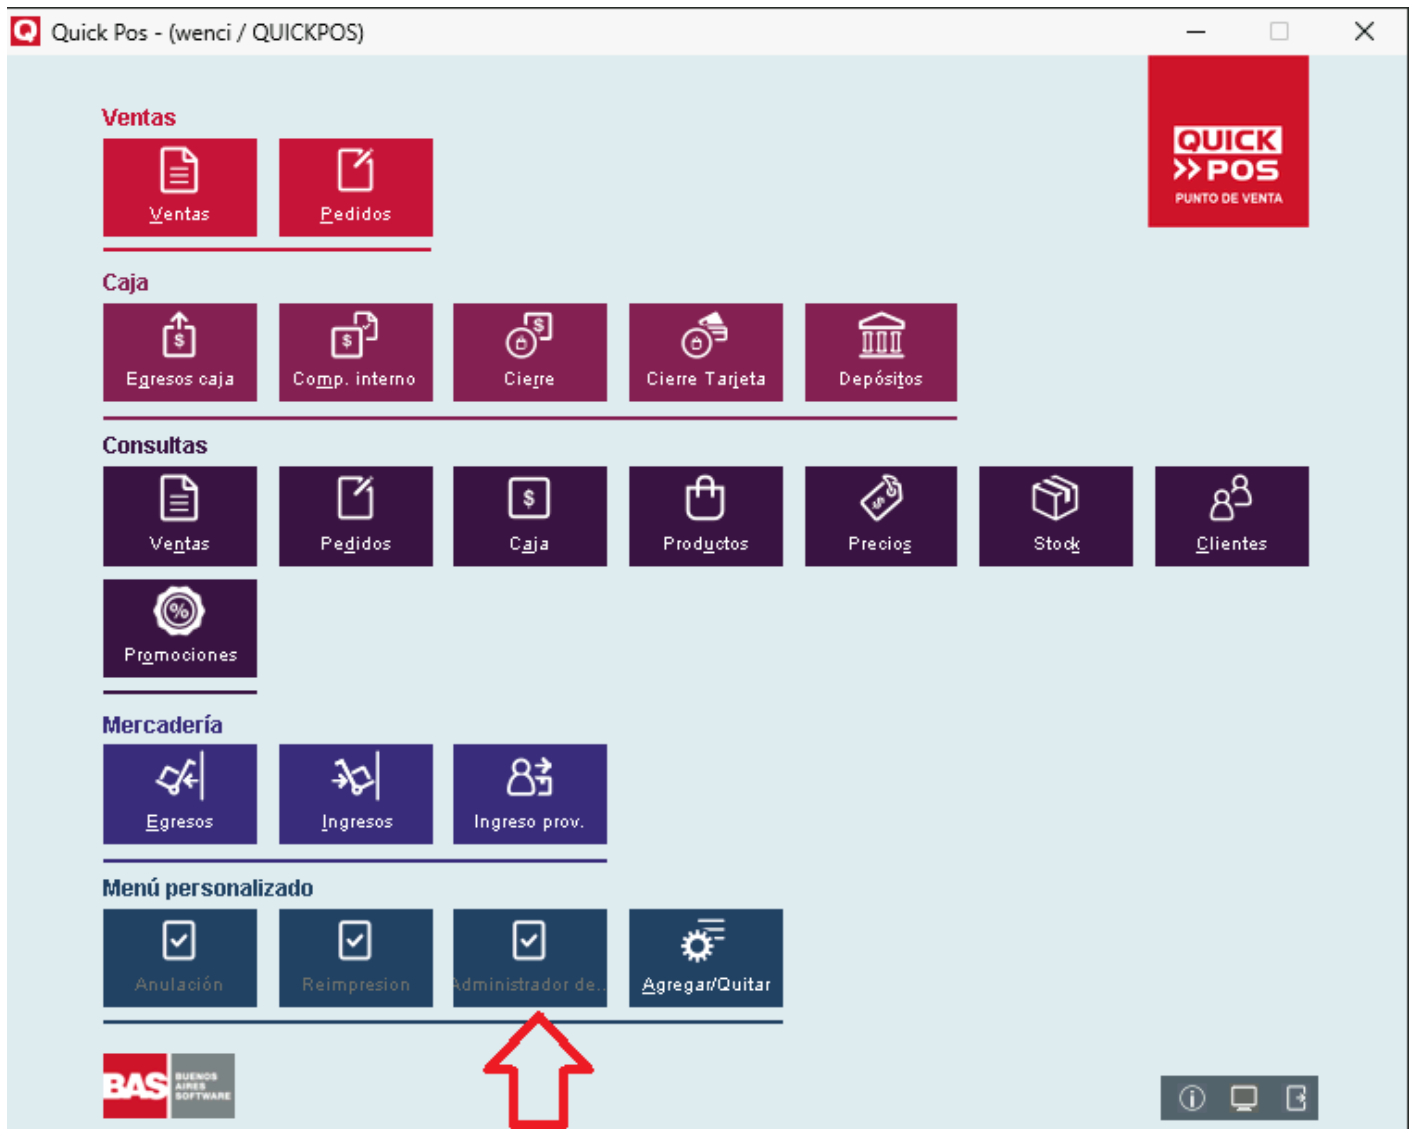 Quick Pos - (wenci / QUICKPOS)
QUICK
POS
PUNTO DE VENTA
Ventas
Ventas
Pedidos
Caja
Egresos caja
Comp. interno
Cierre
Cierre Tarjeta
Depósitos
Consultas
Ventas
Pedidos
Caja
Productos
Precios
Stock
Clientes
Promociones
Mercadería
Egresos
Ingresos
Ingreso prov.
Menú personalizado
Anulación
Reimpresion
Administrador de..
Agregar/Quitar
BAS
BUENOS
AIRES
SOFTWARE